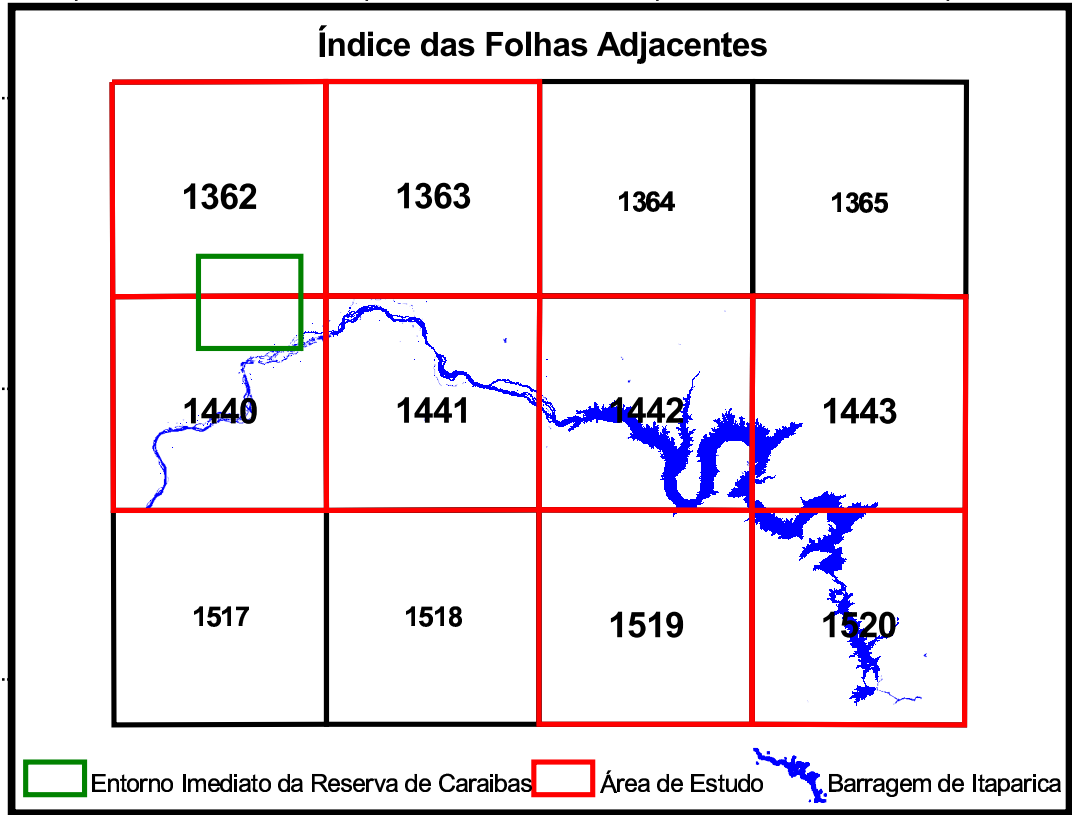 Índice das Folhas Adjacentes
1362 1363 1364 1365
1440 1441 1442 1443
1517 1518 1519 1520
Entorno Imediato da Reserva de Caraibas Área de Estudo Barragem de Itaparica